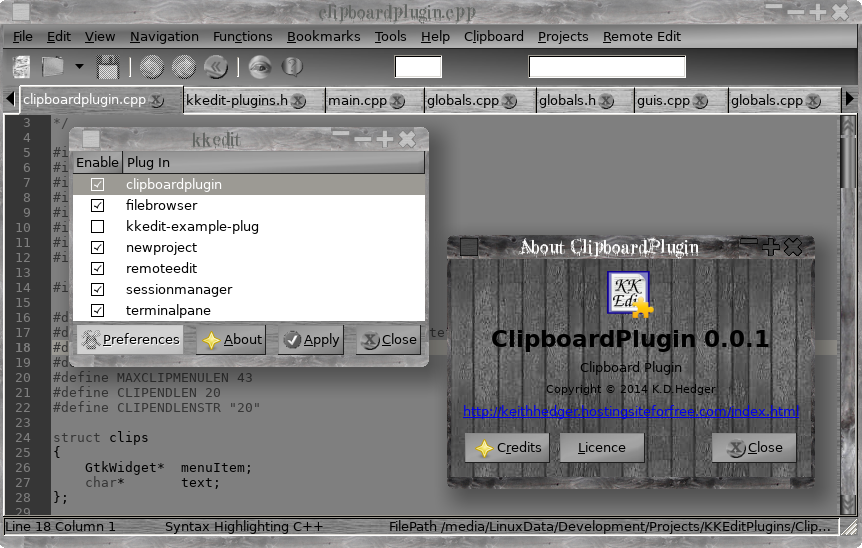 clipboardplugin.cpp
File Edit View Navigation Functions Bookmarks Tools Help Clipboard Projects Remote Edit
clipboardplugin.cpp kkedit-plugins.h main.cpp globals.cpp globals.h guis.cpp globals.cpp
3 */
4
5 #i
6 #i
7 #i
8 #i
9 #i
10 #i
11 #i
12 #i
13
14 #i
15
16 #d
17 #d
18 #d
19 #d
20 #define MAXCLIPMENULEN 43
21 #define CLIPENDLEN 20
22 #define CLIPENDLENSTR "20"
23
24 struct clips
25 {
26 GtkWidget* menuItem;
27 char* text;
28 };
29
kkedit
Enable Plug In
clipboardplugin
filebrowser
kkedit-example-plug
newproject
remoteedit
sessionmanager
terminalpane
Preferences About Apply Close
About ClipboardPlugin
KK
Edit
ClipboardPlugin 0.0.1
Clipboard Plugin
Copyright © 2014 K.D.Hedger
http://keithhedger.hostingsiteforfree.com/index.html
Credits Licence Close
Line 18 Column 1 Syntax Highlighting C++ FilePath /media/LinuxData/Development/Projects/KKEditPlugins/Clip...